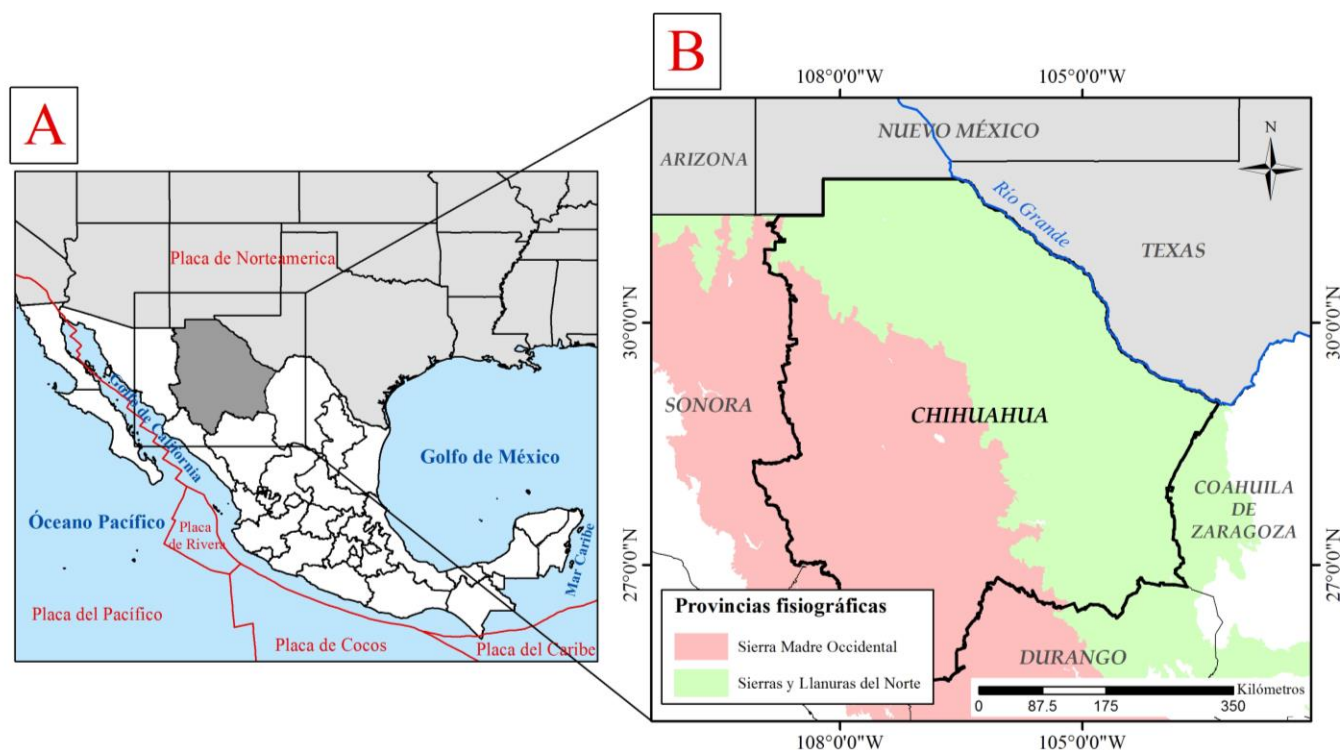 A
Placa de Norteamerica
Golfo de California
Golfo de México
Óceano Pacífico
Placa
de Rivera
Mar Caribe
Placa del Pacífico
Placa de Cocos
Placa del Caribe
B
108°0'0"W
105°0'0"W
NUEVO MÉXICO
ARIZONA
N
Río Grande
TEXAS
30°0'0"N
30°0'0"N
SONORA
CHIHUAHUA
COAHUILA
DE
ZARAGOZA
27°0'0"N
27°0'0"N
Provincias fisiográficas
Sierra Madre Occidental
Sierras y Llanuras del Norte
DURANGO
Kilómetros
0
87.5
175
350
108°0'0"W
105°0'0"W